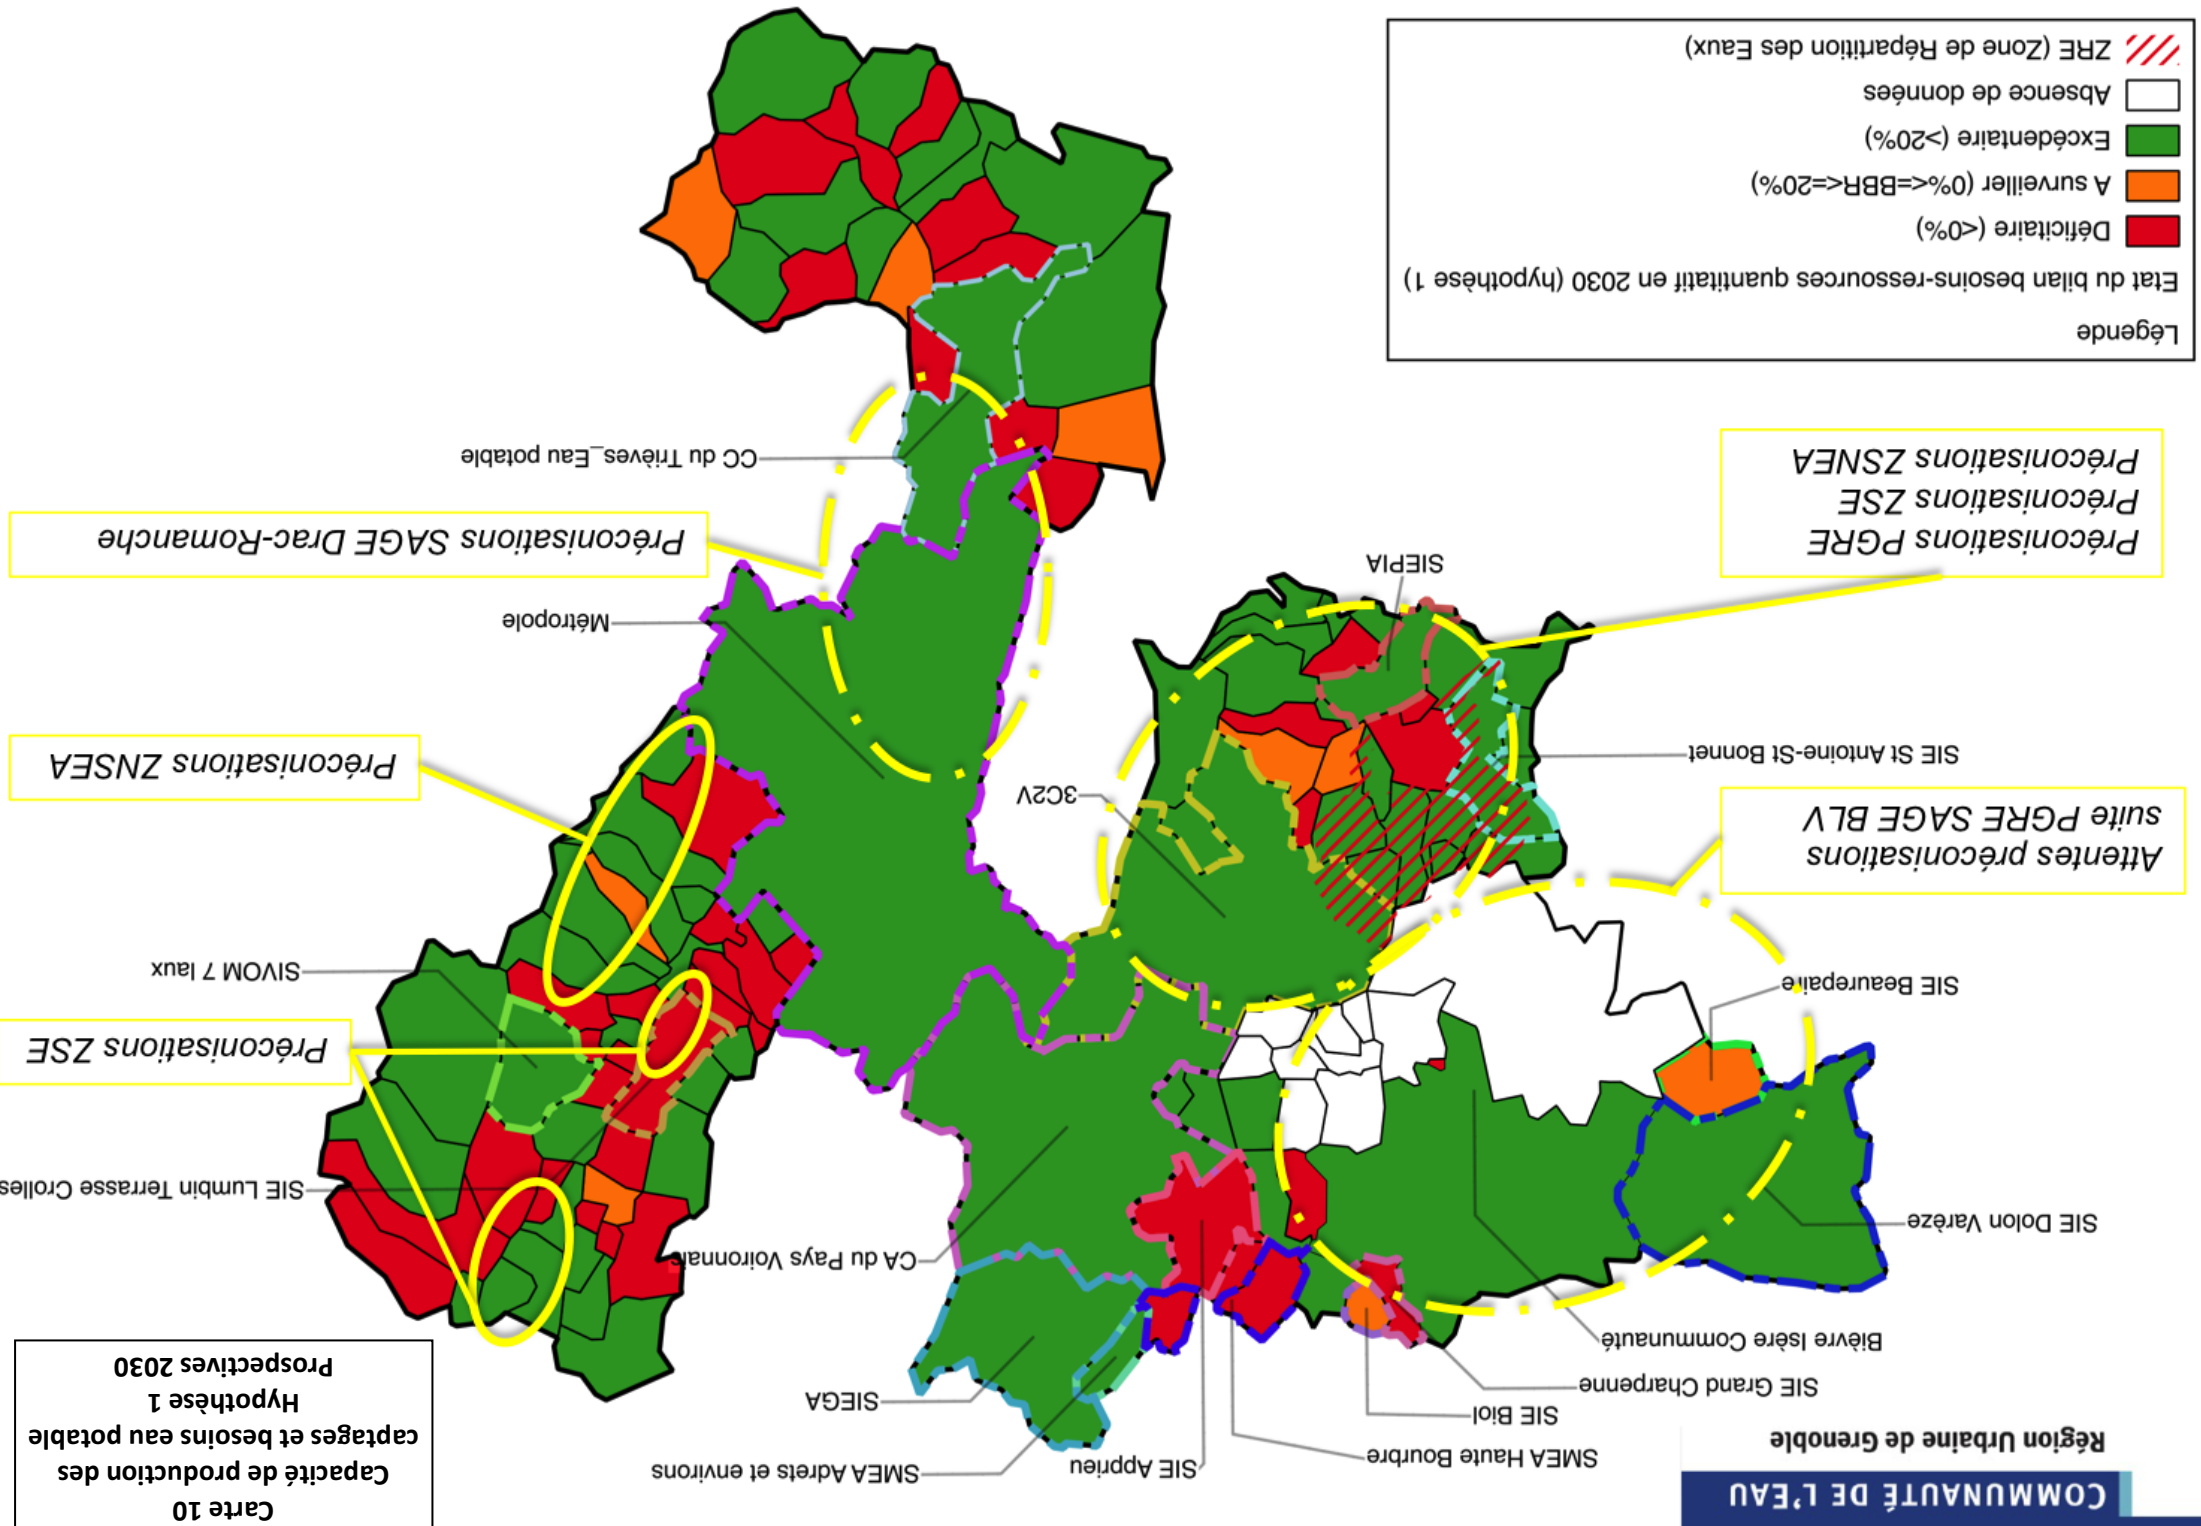 COMMUNAUTÉ DE L'EAU
Région Urbaine de Grenoble
Carte 10
Capacité de production des
captages et besoins eau potable
Hypothèse 1
Prospectives 2030
SMEA Haute Bourbre
SIE Apprieu
SMEA Adrets et environs
SIE Biol
SIE Grand Charpenne
SIEGA
Bièvre Isère Communauté
CA du Pays Voironnais
SIE Dolon Varèze
SIE Lumbin Terrasse Crolles
Préconisations ZSE
SIE Beaurepaire
SIVOM 7 laux
Attentes préconisations
suite PGRE SAGE BLV
3C2V
Préconisations ZNSEA
SIE St Antoine-St Bonnet
Métropole
SIEPIA
Préconisations PGRE
Préconisations ZSE
Préconisations ZSNEA
Préconisations SAGE Drac-Romanche
CC du Trièves_Eau potable
Légende
Etat du bilan besoins-ressources quantitatif en 2030 (hypothèse 1)
Déficitaire (<0%)
A surveiller (0%<=BBR<=20%)
Excédentaire (>20%)
Absence de données
ZRE (Zone de Répartition des Eaux)